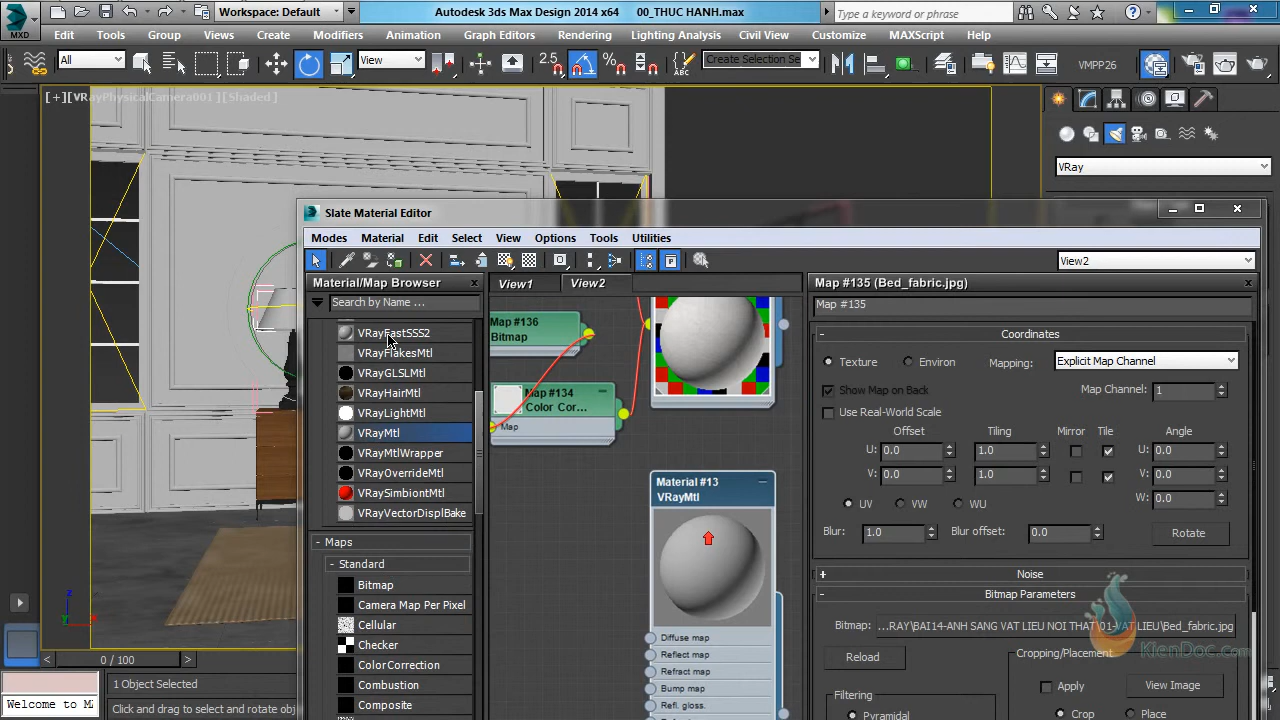 Workspace: Default
Autodesk 3ds Max Design 2014 x64 00_THUC HANH.max
Type a keyword or phrase
MXD
Edit Tools Group Views Create Modifiers Animation Graph Editors Rendering Lighting Analysis Civil View Customize MAXScript Help
All
View
2.5
Create Selection Se
VMPP26
[+][VRayPhysicalCamera001][Shaded]
VRay
Slate Material Editor
Modes Material Edit Select View Options Tools Utilities
View2
Material/Map Browser
Search by Name ...
VRayFastSSS2
VRayFlakesMtl
VRayGLSLMtl
VRayHairMtl
VRayLightMtl
VRayMtl
VRayMtlWrapper
VRayOverrideMtl
VRaySimbiontMtl
VRayVectorDisplBake
- Maps
- Standard
Bitmap
Camera Map Per Pixel
Cellular
Checker
ColorCorrection
Combustion
Composite
View1 View2
Map #136
Bitmap
Map #134
Color Cor...
Map
Material #13
VRayMtl
Diffuse map
Reflect map
Refract map
Bump map
Refl. gloss.
Map #135 (Bed_fabric.jpg)
Map #135
- Coordinates
Texture Environ Mapping: Explicit Map Channel
Show Map on Back Map Channel: 1
Use Real-World Scale
Offset Tiling Mirror Tile Angle
U: 0.0 1.0 U: 0.0
V: 0.0 1.0 V: 0.0
UV VW WU W: 0.0
Blur: 1.0 Blur offset: 0.0 Rotate
+ Noise
- Bitmap Parameters
Bitmap: ...RAY\BAI14-ANH SANG VAT LIEU NOI THAT\01-VAT LIEU\Bed_fabric.jpg
Reload
Cropping/Placement
Apply View Image
Filtering
Pyramidal
Crop Place
KienDoc.com
z
x
y
< 0 / 100 >
1 Object Selected
Welcome to MA
Click and drag to select and rotate objec